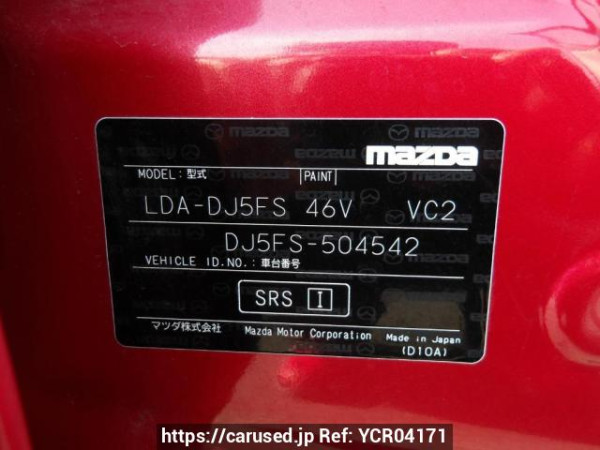 mazda
MODEL:型式 PAINT
LDA-DJ5FS 46V VC2
DJ5FS-504542
VEHICLE ID.NO.:車台番号
SRS I
マツダ株式会社 Mazda Motor Corporation Made in Japan
(D10A)
https://carused.jp Ref: YCR04171